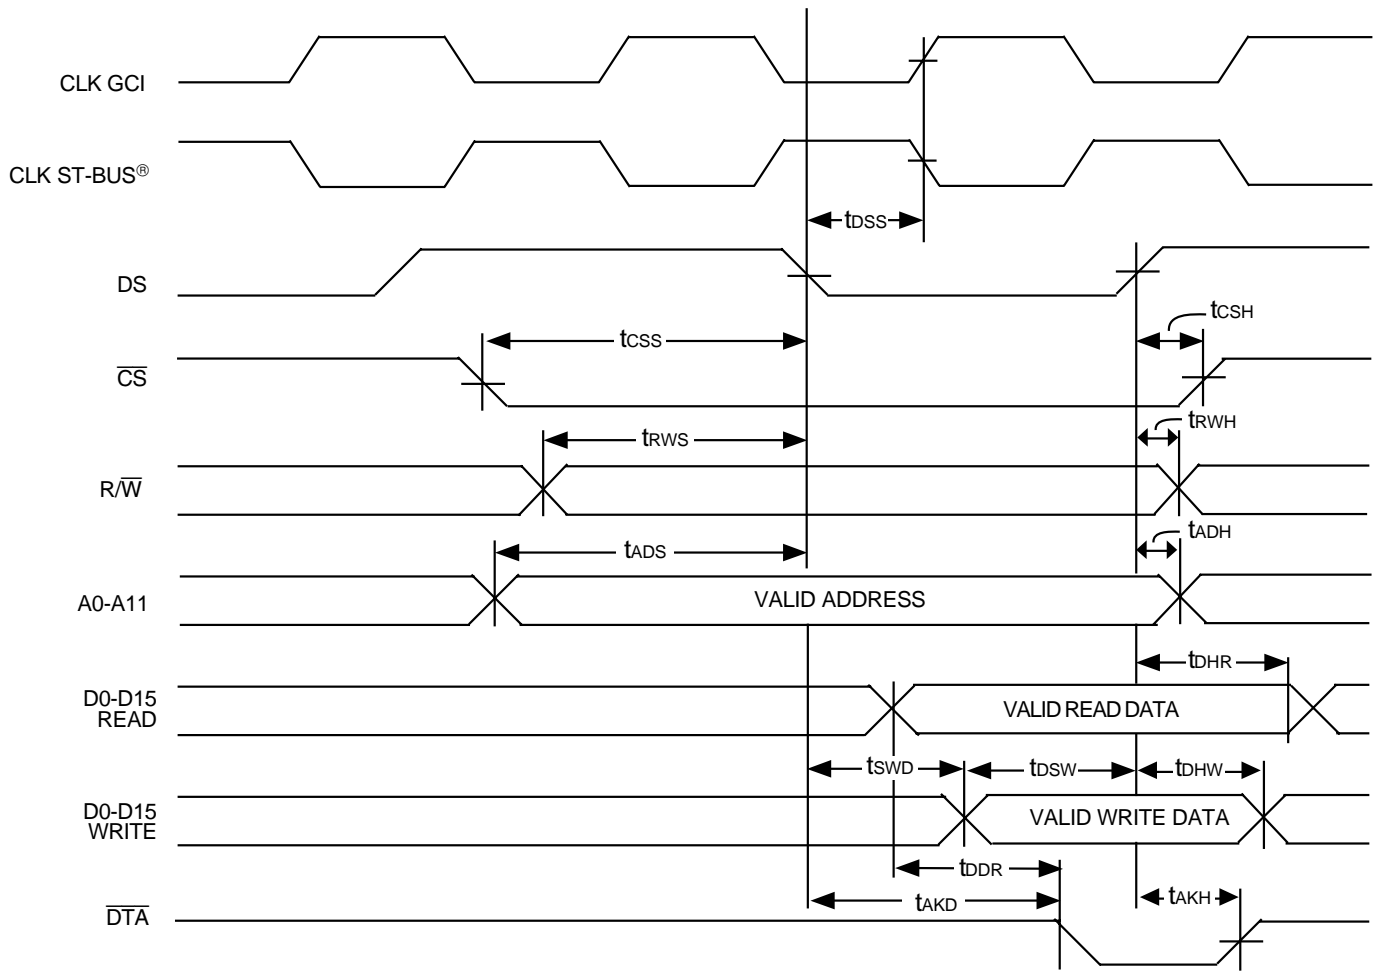 CLK GCI
CLK ST-BUS®
tDSS
DS
tCSH
tCSS
CS
tRWH
tRWS
R/W
tADH
tADS
A0-A11
VALID ADDRESS
tDHR
D0-D15
READ
VALID READ DATA
tSWD
tDSW
tDHW
D0-D15
WRITE
VALID WRITE DATA
tDDR
tAKD
tAKH
DTA